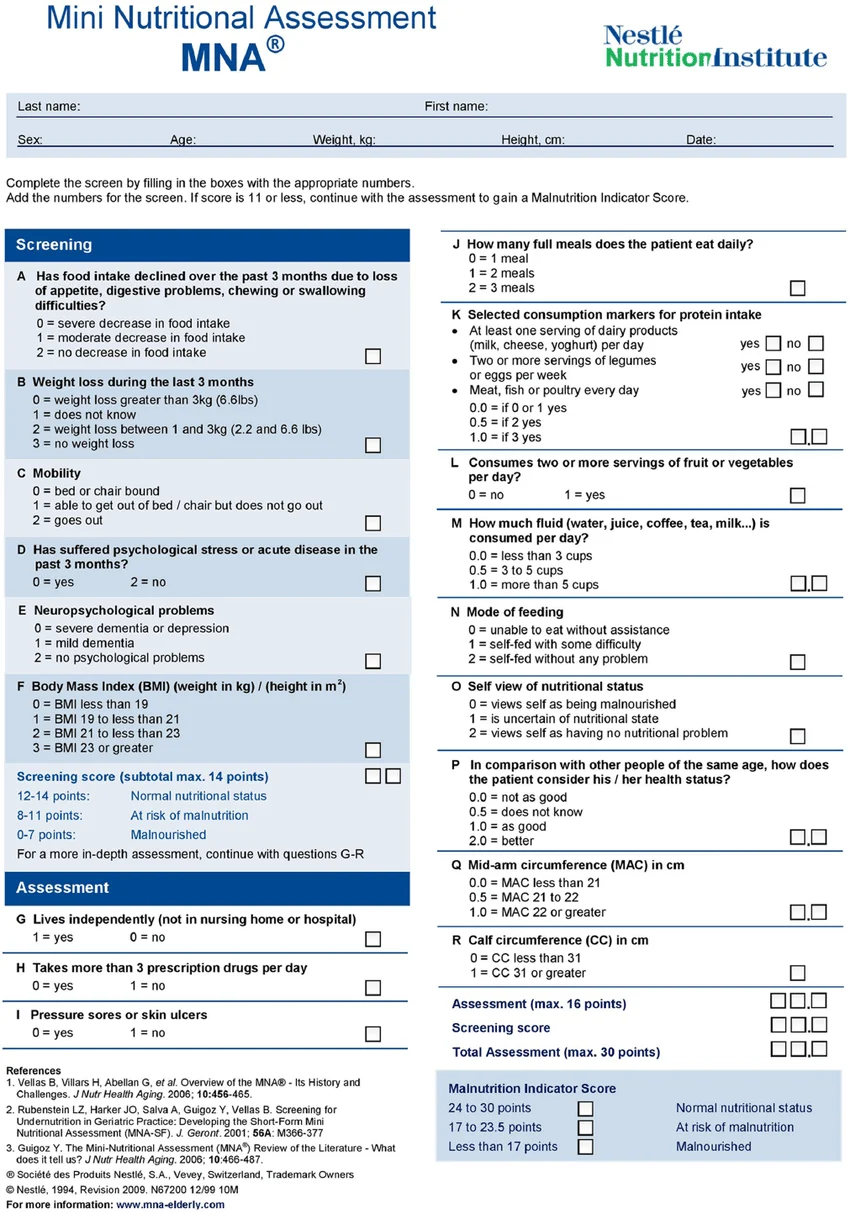 Mini Nutritional Assessment
MNA®
Nestlé
NutritionInstitute
Last name: First name:
Sex: Age: Weight, kg: Height, cm: Date:
Complete the screen by filling in the boxes with the appropriate numbers.
Add the numbers for the screen. If score is 11 or less, continue with the assessment to gain a Malnutrition Indicator Score.
Screening
A Has food intake declined over the past 3 months due to loss
of appetite, digestive problems, chewing or swallowing
difficulties?
0 = severe decrease in food intake
1 = moderate decrease in food intake
2 = no decrease in food intake
B Weight loss during the last 3 months
0 = weight loss greater than 3kg (6.6lbs)
1 = does not know
2 = weight loss between 1 and 3kg (2.2 and 6.6 lbs)
3 = no weight loss
C Mobility
0 = bed or chair bound
1 = able to get out of bed / chair but does not go out
2 = goes out
D Has suffered psychological stress or acute disease in the
past 3 months?
0 = yes 2 = no
E Neuropsychological problems
0 = severe dementia or depression
1 = mild dementia
2 = no psychological problems
F Body Mass Index (BMI) (weight in kg) / (height in m²)
0 = BMI less than 19
1 = BMI 19 to less than 21
2 = BMI 21 to less than 23
3 = BMI 23 or greater
Screening score (subtotal max. 14 points)
12-14 points: Normal nutritional status
8-11 points: At risk of malnutrition
0-7 points: Malnourished
For a more in-depth assessment, continue with questions G-R
Assessment
G Lives independently (not in nursing home or hospital)
1 = yes 0 = no
H Takes more than 3 prescription drugs per day
0 = yes 1 = no
I Pressure sores or skin ulcers
0 = yes 1 = no
References
1. Vellas B, Villars H, Abellan G, et al. Overview of the MNA® - Its History and
Challenges. J Nutr Health Aging. 2006; 10:456-465.
2. Rubenstein LZ, Harker JO, Salva A, Guigoz Y, Vellas B. Screening for
Undernutrition in Geriatric Practice: Developing the Short-Form Mini
Nutritional Assessment (MNA-SF). J. Geront. 2001; 56A: M366-377
3. Guigoz Y. The Mini-Nutritional Assessment (MNA®) Review of the Literature - What
does it tell us? J Nutr Health Aging. 2006; 10:466-487.
® Société des Produits Nestlé, S.A., Vevey, Switzerland, Trademark Owners
© Nestlé, 1994, Revision 2009. N67200 12/99 10M
For more information: www.mna-elderly.com
J How many full meals does the patient eat daily?
0 = 1 meal
1 = 2 meals
2 = 3 meals
K Selected consumption markers for protein intake
• At least one serving of dairy products
(milk, cheese, yoghurt) per day yes no
• Two or more servings of legumes
or eggs per week yes no
• Meat, fish or poultry every day yes no
0.0 = if 0 or 1 yes
0.5 = if 2 yes
1.0 = if 3 yes
L Consumes two or more servings of fruit or vegetables
per day?
0 = no 1 = yes
M How much fluid (water, juice, coffee, tea, milk...) is
consumed per day?
0.0 = less than 3 cups
0.5 = 3 to 5 cups
1.0 = more than 5 cups
N Mode of feeding
0 = unable to eat without assistance
1 = self-fed with some difficulty
2 = self-fed without any problem
O Self view of nutritional status
0 = views self as being malnourished
1 = is uncertain of nutritional state
2 = views self as having no nutritional problem
P In comparison with other people of the same age, how does
the patient consider his / her health status?
0.0 = not as good
0.5 = does not know
1.0 = as good
2.0 = better
Q Mid-arm circumference (MAC) in cm
0.0 = MAC less than 21
0.5 = MAC 21 to 22
1.0 = MAC 22 or greater
R Calf circumference (CC) in cm
0 = CC less than 31
1 = CC 31 or greater
Assessment (max. 16 points)
Screening score
Total Assessment (max. 30 points)
Malnutrition Indicator Score
24 to 30 points Normal nutritional status
17 to 23.5 points At risk of malnutrition
Less than 17 points Malnourished